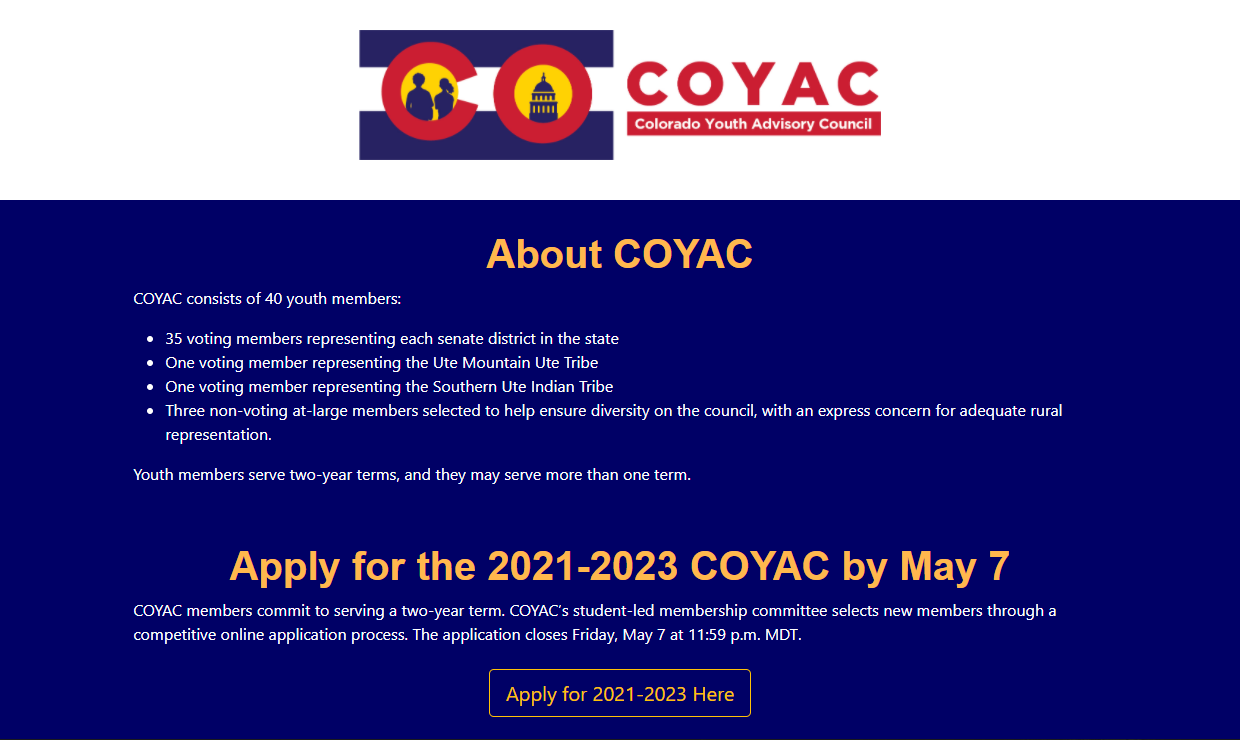 CO COYAC
Colorado Youth Advisory Council
About COYAC
COYAC consists of 40 youth members:
• 35 voting members representing each senate district in the state
• One voting member representing the Ute Mountain Ute Tribe
• One voting member representing the Southern Ute Indian Tribe
• Three non-voting at-large members selected to help ensure diversity on the council, with an express concern for adequate rural
representation.
Youth members serve two-year terms, and they may serve more than one term.
Apply for the 2021-2023 COYAC by May 7
COYAC members commit to serving a two-year term. COYAC's student-led membership committee selects new members through a
competitive online application process. The application closes Friday, May 7 at 11:59 p.m. MDT.
Apply for 2021-2023 Here